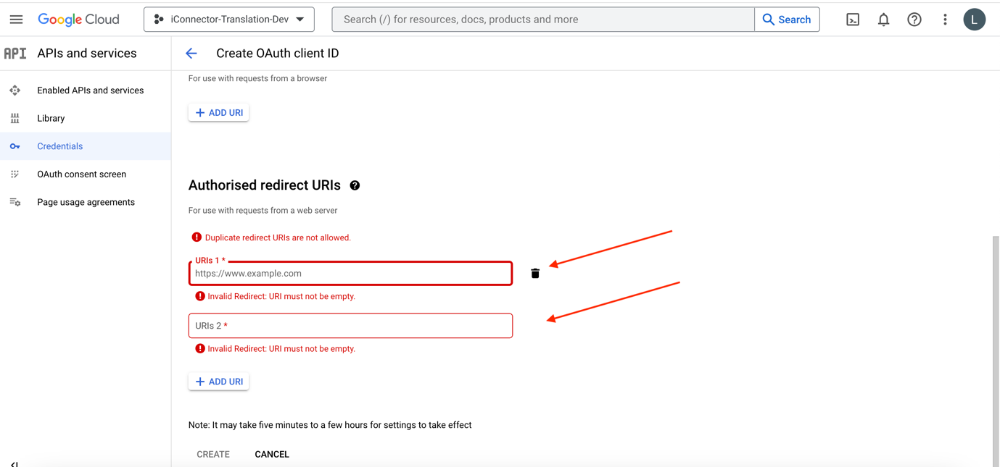 Google Cloud
iConnector-Translation-Dev
Search (/) for resources, docs, products and more
Search
L
API
APIs and services
Create OAuth client ID
Enabled APIs and services
Library
Credentials
OAuth consent screen
Page usage agreements
For use with requests from a browser
ADD URI
Authorised redirect URIs
For use with requests from a web server
Duplicate redirect URIs are not allowed.
URIs 1 *
https://www.example.com
Invalid Redirect: URI must not be empty.
URIs 2 *
Invalid Redirect: URI must not be empty.
ADD URI
Note: It may take five minutes to a few hours for settings to take effect
CREATE
CANCEL